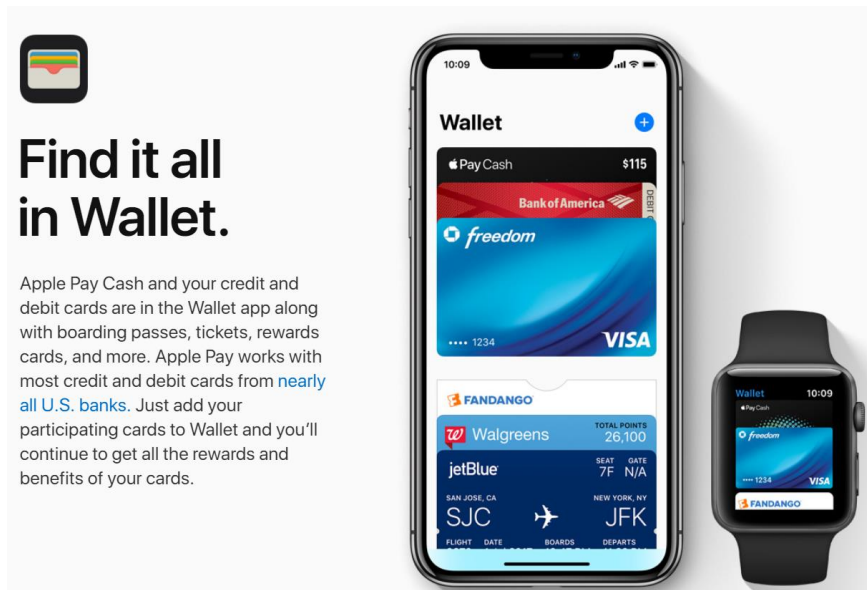 Find it all
in Wallet.
Apple Pay Cash and your credit and
debit cards are in the Wallet app along
with boarding passes, tickets, rewards
cards, and more. Apple Pay works with
most credit and debit cards from nearly
all U.S. banks. Just add your
participating cards to Wallet and you’ll
continue to get all the rewards and
benefits of your cards.
10:09
Wallet
Pay Cash $115
Bank of America
DEBIT
freedom
•••• 1234 VISA
FANDANGO
Walgreens
TOTAL POINTS
26,100
jetBlue
SEAT GATE
7F N/A
SAN JOSE, CA NEW YORK, NY
SJC JFK
FLIGHT DATE BOARDS DEPARTS
Wallet 10:09
Pay Cash
freedom
•••• 1234 VISA
FANDANGO